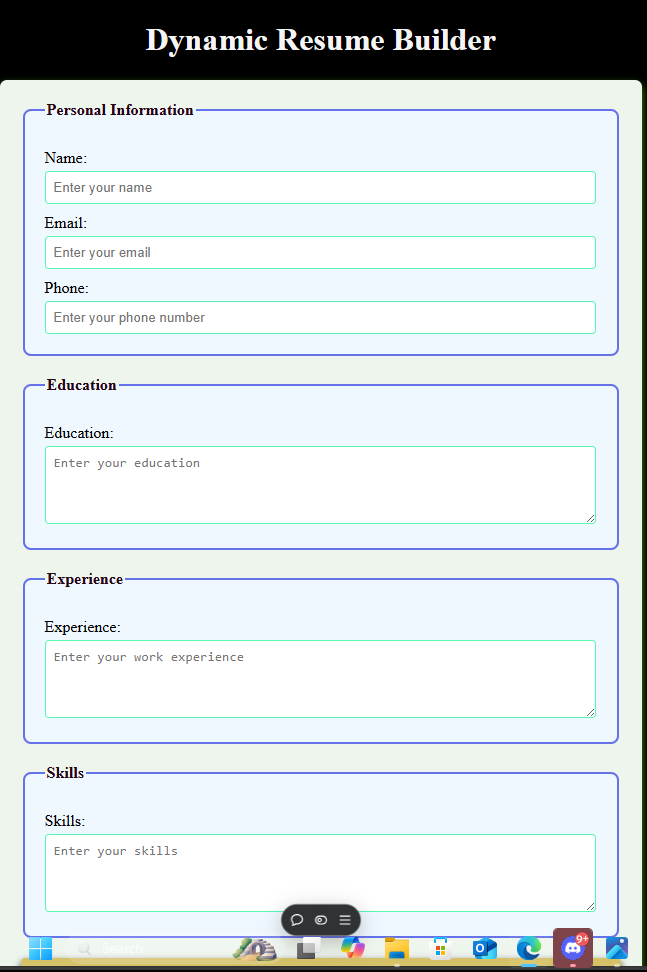 Dynamic Resume Builder
Personal Information
Name:
Enter your name
Email:
Enter your email
Phone:
Enter your phone number
Education
Education:
Enter your education
Experience
Experience:
Enter your work experience
Skills
Skills:
Enter your skills
Search
9+